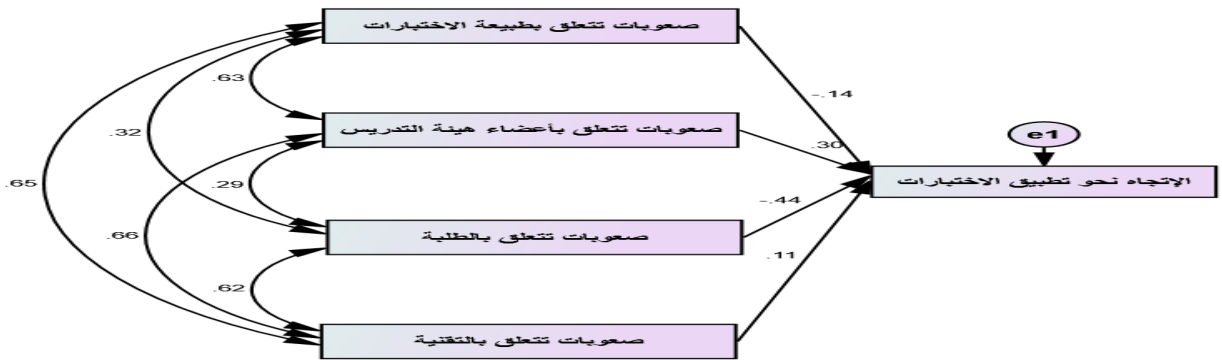 صعوبات تتعلق بطبيعة الاختبارات
.63
-.14
.32
صعوبات تتعلق بأعضاء هيئة التدريس
e1
.30
.65
.29
الإتجاه نحو تطبيق الاختبارات
-.44
.66
صعوبات تتعلق بالطلبة
.11
.62
صعوبات تتعلق بالتقنية